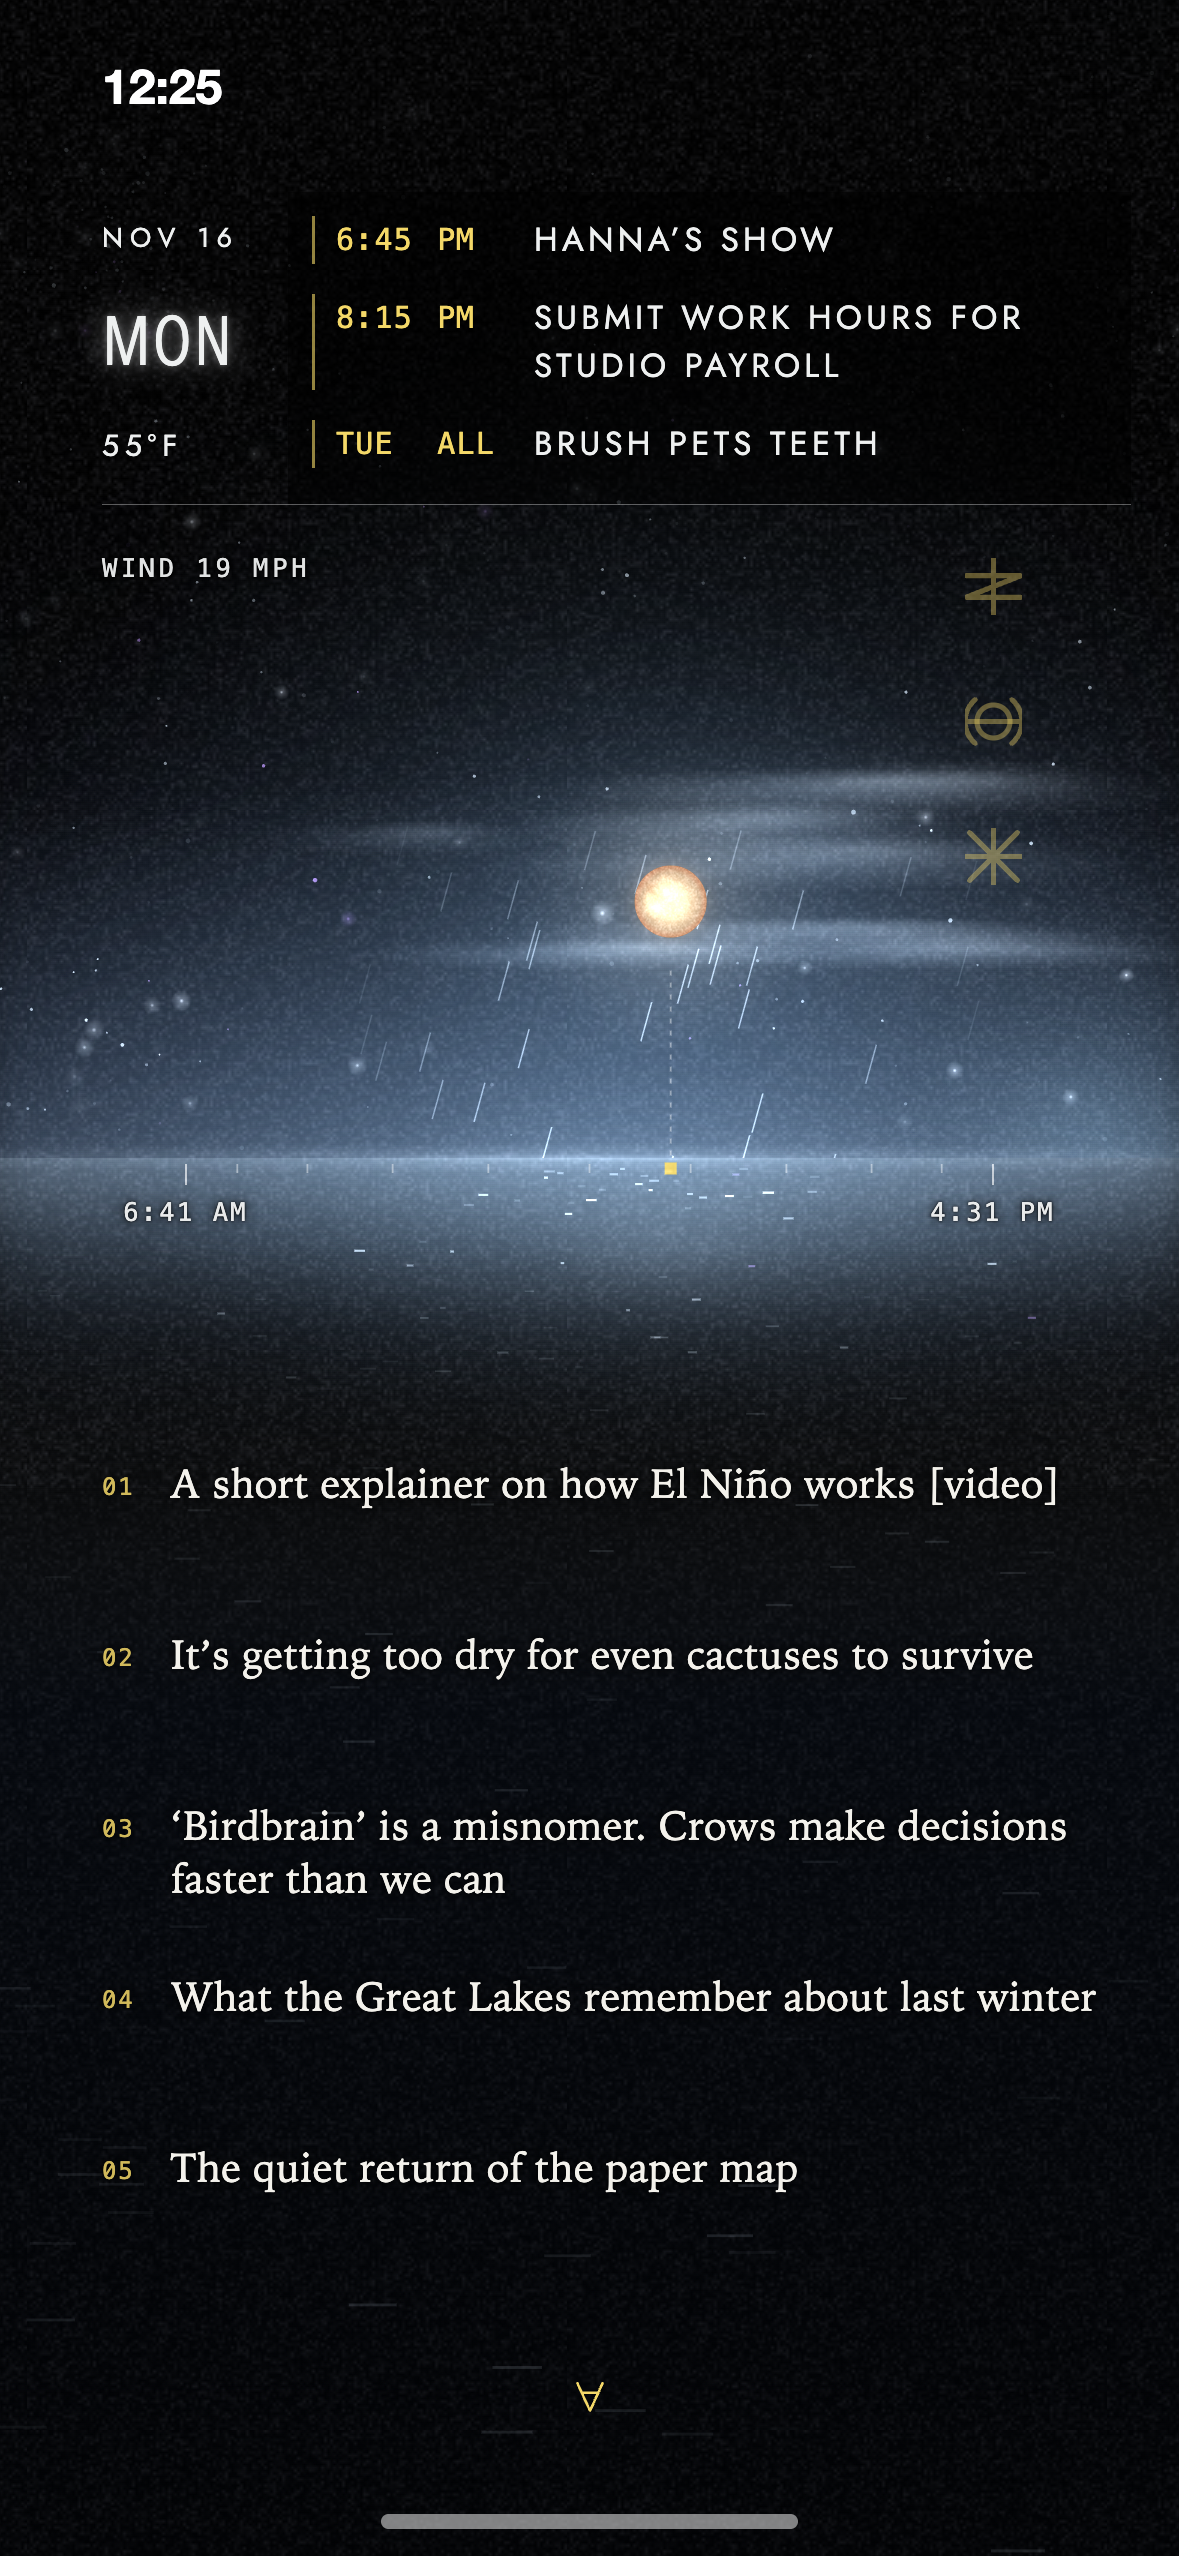 12:25
NOV 16
MON
55°F
6:45 PM HANNA’S SHOW
8:15 PM SUBMIT WORK HOURS FOR
STUDIO PAYROLL
TUE ALL BRUSH PETS TEETH
WIND 19 MPH
6:41 AM
4:31 PM
01 A short explainer on how El Niño works [video]
02 It’s getting too dry for even cactuses to survive
03 ‘Birdbrain’ is a misnomer. Crows make decisions
faster than we can
04 What the Great Lakes remember about last winter
05 The quiet return of the paper map